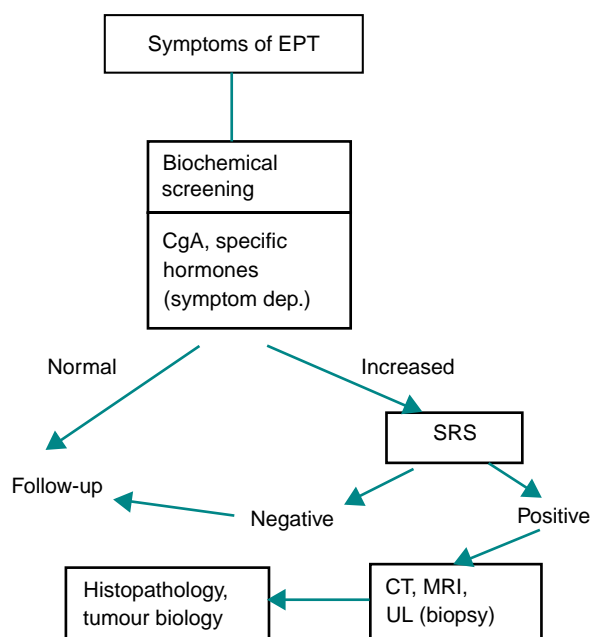 Symptoms of EPT
Biochemical
screening
CgA, specific
hormones
(symptom dep.)
Normal
Increased
SRS
Follow-up
Negative
Positive
Histopathology,
tumour biology
CT, MRI,
UL (biopsy)